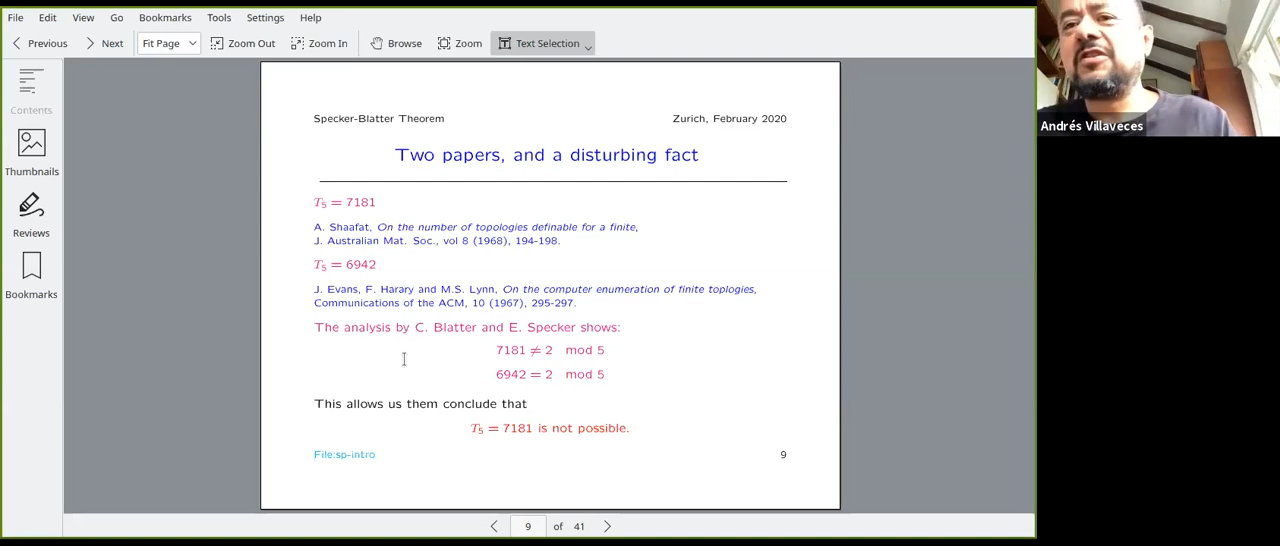 File Edit View Go Bookmarks Tools Settings Help
Previous Next Fit Page Zoom Out Zoom In Browse Zoom Text Selection
Contents
Thumbnails
Reviews
Bookmarks
Specker-Blatter Theorem Zurich, February 2020
Two papers, and a disturbing fact
T₅ = 7181
A. Shaafat, On the number of topologies definable for a finite,
J. Australian Mat. Soc., vol 8 (1968), 194-198.
T₅ = 6942
J. Evans, F. Harary and M.S. Lynn, On the computer enumeration of finite toplogies,
Communications of the ACM, 10 (1967), 295-297.
The analysis by C. Blatter and E. Specker shows:
7181 ≠ 2 mod 5
6942 = 2 mod 5
This allows us them conclude that
T₅ = 7181 is not possible.
File:sp-intro 9
9 of 41
Andrés Villaveces